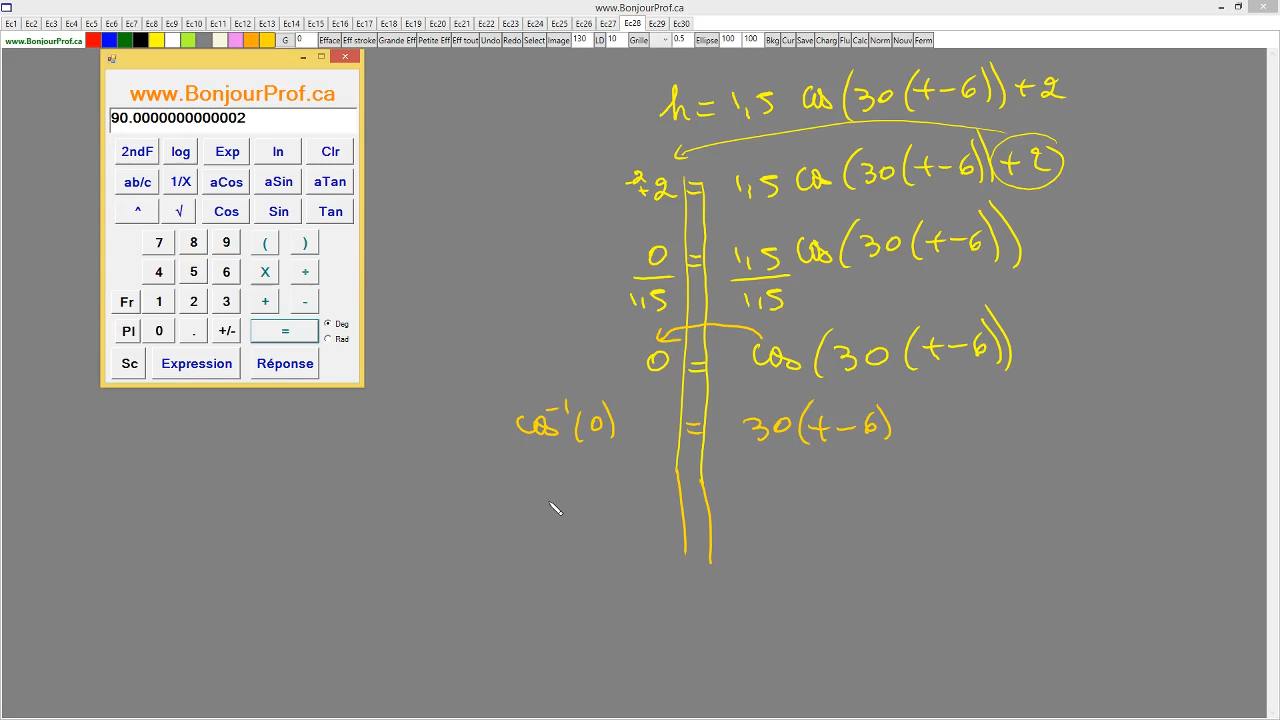 www.BonjourProf.ca
Ec1 Ec2 Ec3 Ec4 Ec5 Ec6 Ec7 Ec8 Ec9 Ec10 Ec11 Ec12 Ec13 Ec14 Ec15 Ec16 Ec17 Ec18 Ec19 Ec20 Ec21 Ec22 Ec23 Ec24 Ec25 Ec26 Ec27 Ec28 Ec29 Ec30
www.BonjourProf.ca G 0 Efface Eff stroke Grande Eff Petite Eff Eff tout Undo Redo Select Image 130 LD 10 Grille 0.5 Ellipse 100 100 Bkg Cur Save Charg Flu Calc Norm Nouv Ferm
www.BonjourProf.ca
90.0000000000002
2ndF log Exp ln Clr
ab/c 1/X aCos aSin aTan
^ √ Cos Sin Tan
7 8 9 ( )
4 5 6 X ÷
Fr 1 2 3 + -
PI 0 . +/- = Deg
Rad
Sc Expression Réponse
h = 1,5 cos(30(t-6))+2
-2+2 = 1,5 cos(30(t-6))+2
0 = 1,5 cos(30(t-6))
1,5 1,5
0 = cos(30(t-6))
cos⁻¹(0) = 30(t-6)